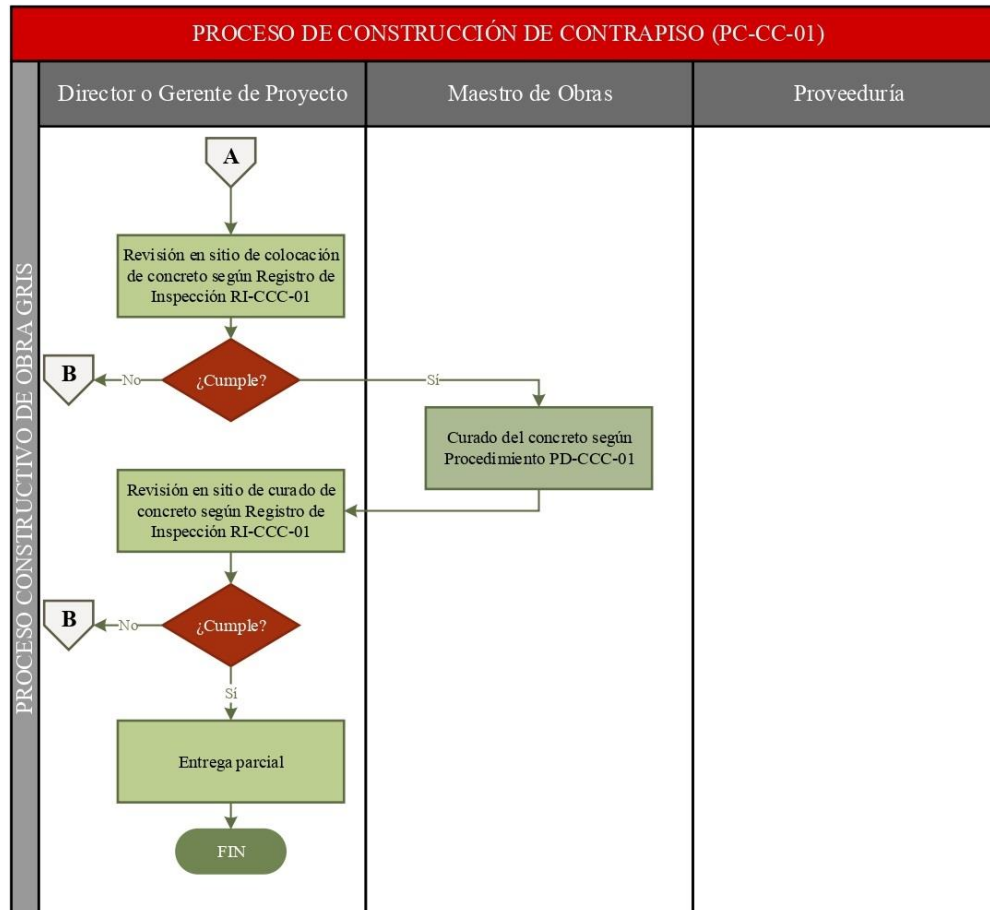 PROCESO DE CONSTRUCCIÓN DE CONTRAPISO (PC-CC-01)
PROCESO CONSTRUCTIVO DE OBRA GRIS
Director o Gerente de Proyecto
Maestro de Obras
Proveeduría
A
Revisión en sitio de colocación
de concreto según Registro de
Inspección RI-CCC-01
B
No
¿Cumple?
Sí
Curado del concreto según
Procedimiento PD-CCC-01
Revisión en sitio de curado de
concreto según Registro de
Inspección RI-CCC-01
B
No
¿Cumple?
Sí
Entrega parcial
FIN